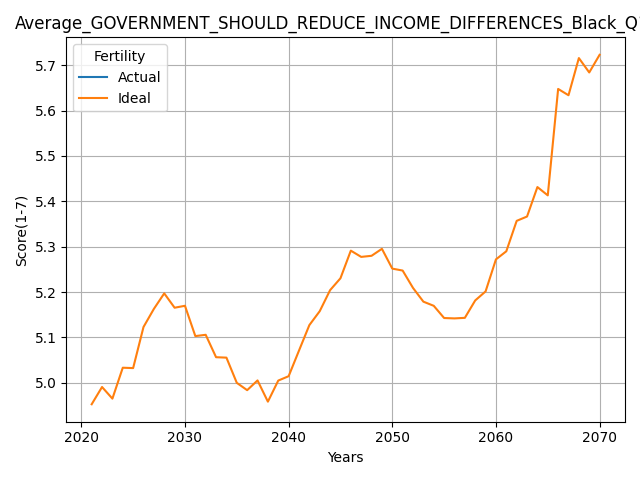 Average_GOVERNMENT_SHOULD_REDUCE_INCOME_DIFFERENCES_Black_Q
Fertility
Actual
Ideal
Score(1-7)
5.7
5.6
5.5
5.4
5.3
5.2
5.1
5.0
2020 2030 2040 2050 2060 2070
Years